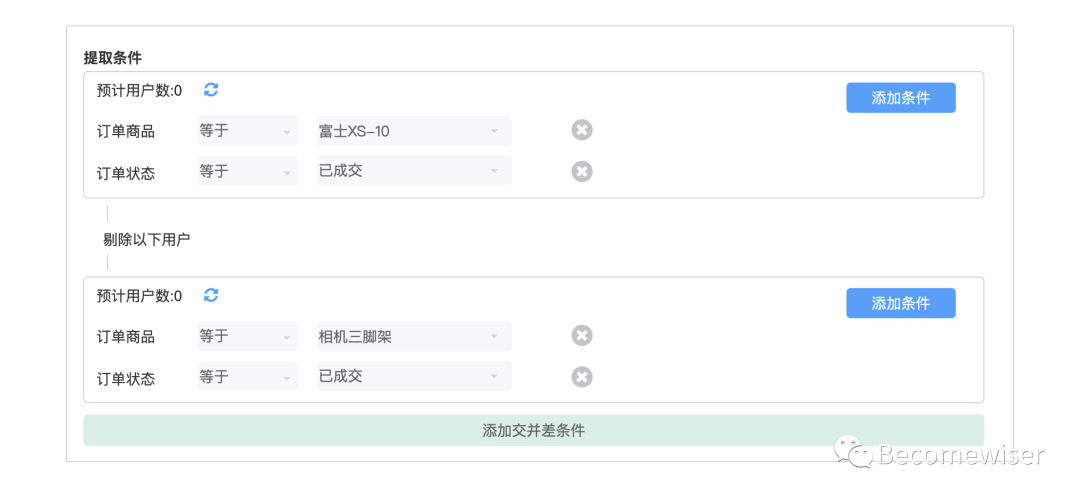 提取条件
预计用户数:0
添加条件
订单商品 等于 富士XS-10
订单状态 等于 已成交
剔除以下用户
预计用户数:0
添加条件
订单商品 等于 相机三脚架
订单状态 等于 已成交
添加交并差条件
Becomewiser